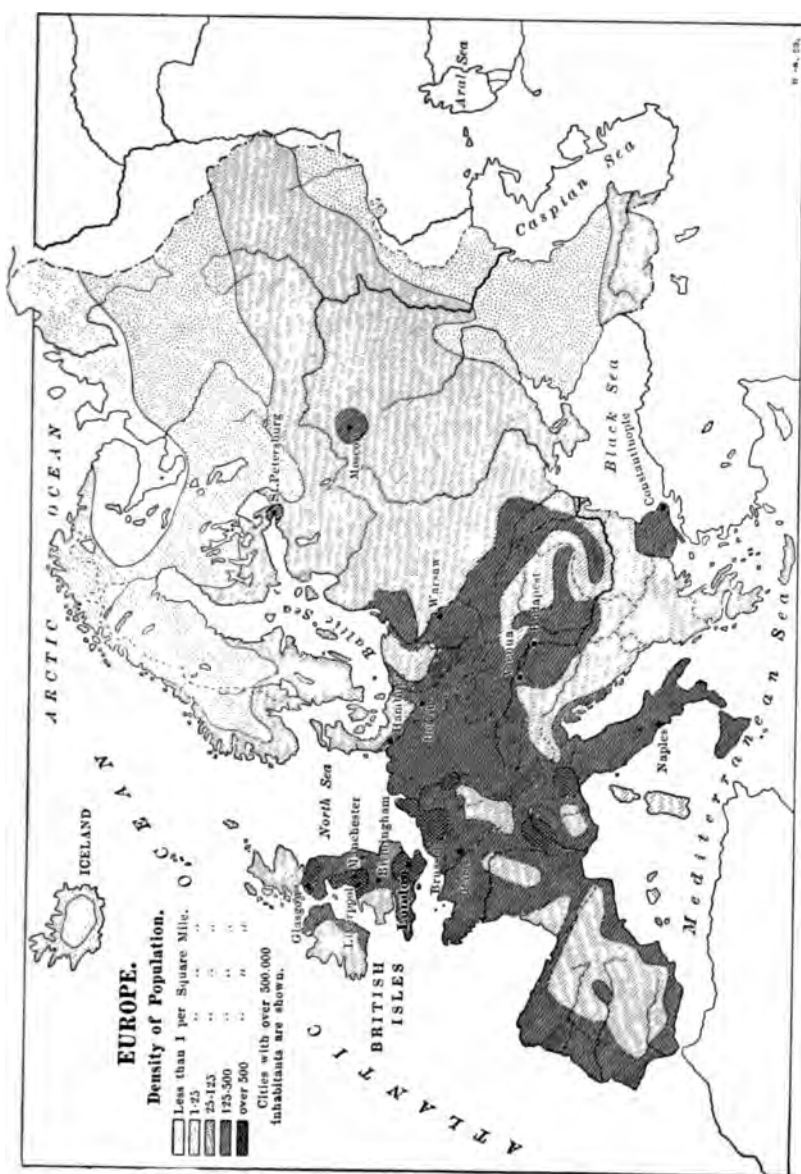 EUROPE.
Density of Population.
Less than 1 per Square Mile.
1-25 " " "
25-125 " " "
125-500 " " "
over 500 " " "
Cities with over 500.000
inhabitants are shown.
ICELAND
ARCTIC OCEAN
ATLANTIC OCEAN
BRITISH
ISLES
North Sea
Baltic Sea
Glasgow
Liverpool
Manchester
Birmingham
London
Paris
Hamburg
Warsaw
Vienna
Budapest
St. Petersburg
Moscow
Naples
Constantinople
Black Sea
Caspian Sea
Aral Sea
Mediterranean Sea